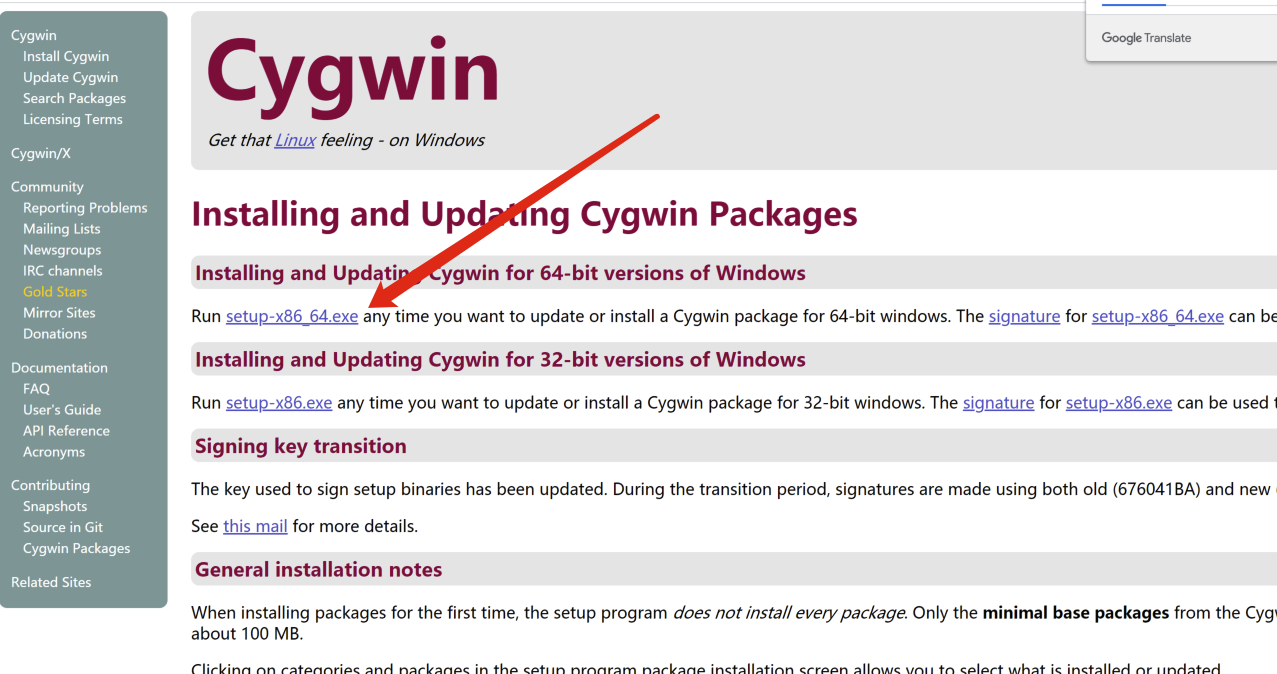 Google Translate
Cygwin
Install Cygwin
Update Cygwin
Search Packages
Licensing Terms
Cygwin/X
Community
Reporting Problems
Mailing Lists
Newsgroups
IRC channels
Gold Stars
Mirror Sites
Donations
Documentation
FAQ
User's Guide
API Reference
Acronyms
Contributing
Snapshots
Source in Git
Cygwin Packages
Related Sites
Cygwin
Get that Linux feeling - on Windows
Installing and Updating Cygwin Packages
Installing and Updating Cygwin for 64-bit versions of Windows
Run setup-x86_64.exe any time you want to update or install a Cygwin package for 64-bit windows. The signature for setup-x86_64.exe can be
Installing and Updating Cygwin for 32-bit versions of Windows
Run setup-x86.exe any time you want to update or install a Cygwin package for 32-bit windows. The signature for setup-x86.exe can be used
Signing key transition
The key used to sign setup binaries has been updated. During the transition period, signatures are made using both old (676041BA) and new
See this mail for more details.
General installation notes
When installing packages for the first time, the setup program does not install every package. Only the minimal base packages from the
about 100 MB.
Clicking on categories and packages in the setup program package installation screen allows you to select what is installed or updated.